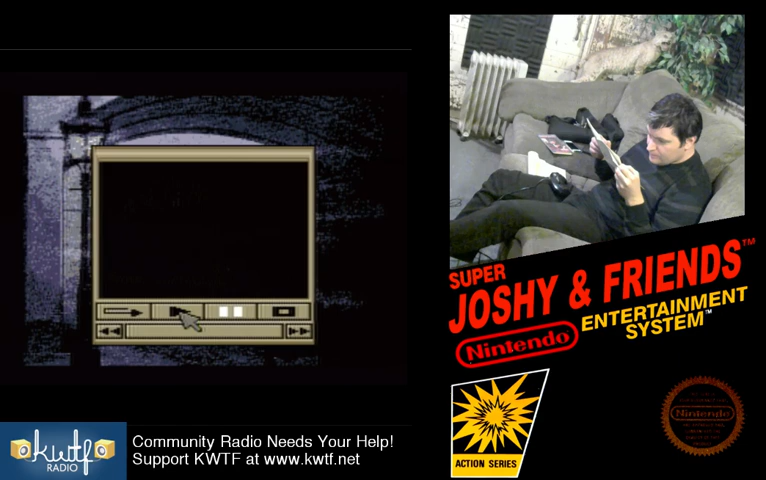 SUPER
JOSHY & FRIENDS™
Nintendo®
ENTERTAINMENT
SYSTEM™
ACTION SERIES
Nintendo
kwtf
RADIO
Community Radio Needs Your Help!
Support KWTF at www.kwtf.net